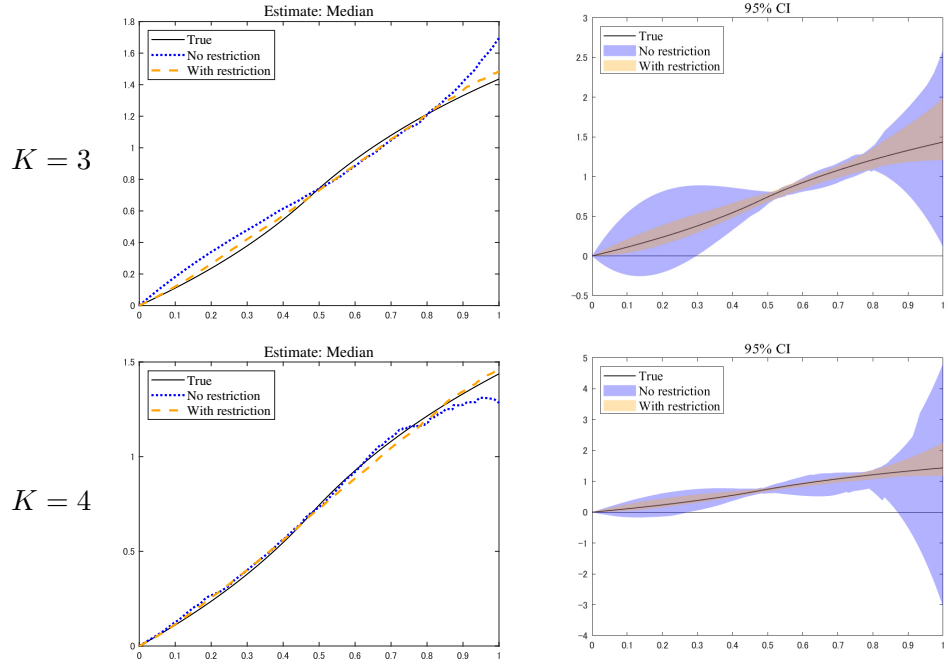 Estimate: Median
1.8
1.6
1.4
1.2
1
0.8
0.6
0.4
0.2
0
True
No restriction
With restriction
0 0.1 0.2 0.3 0.4 0.5 0.6 0.7 0.8 0.9 1
95% CI
3
2.5
2
1.5
1
0.5
0
-0.5
True
No restriction
With restriction
0 0.1 0.2 0.3 0.4 0.5 0.6 0.7 0.8 0.9 1
K = 3
Estimate: Median
1.5
1
0.5
0
True
No restriction
With restriction
0 0.1 0.2 0.3 0.4 0.5 0.6 0.7 0.8 0.9 1
95% CI
5
4
3
2
1
0
-1
-2
-3
-4
True
No restriction
With restriction
0 0.1 0.2 0.3 0.4 0.5 0.6 0.7 0.8 0.9 1
K = 4